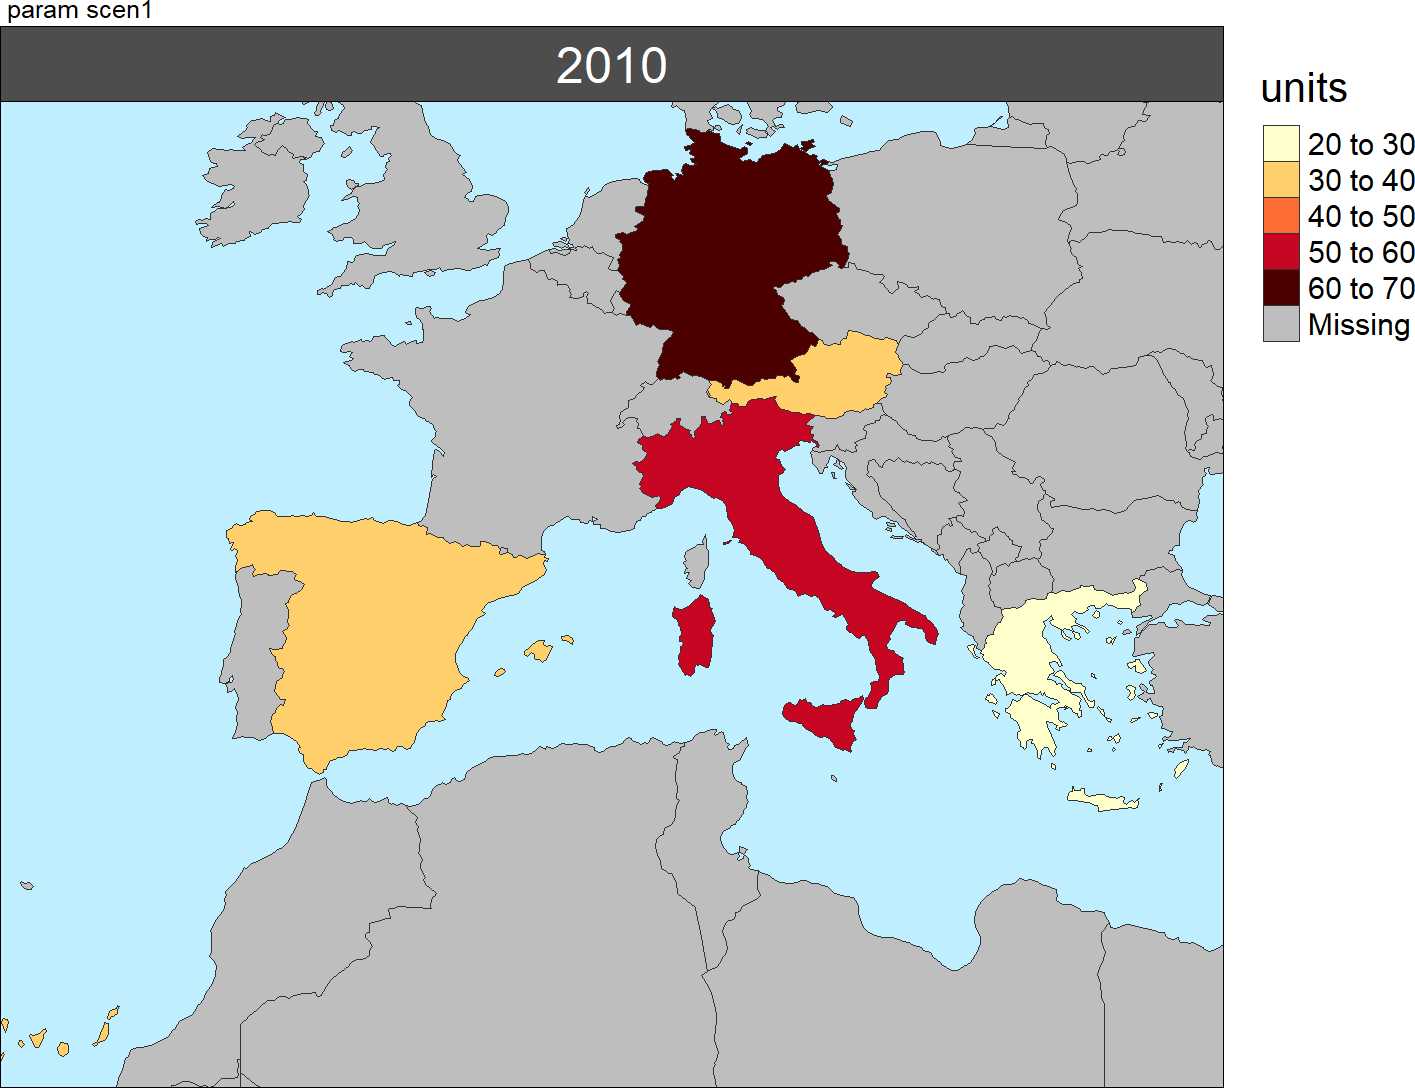 param scen1
2010
units
20 to 30
30 to 40
40 to 50
50 to 60
60 to 70
Missing